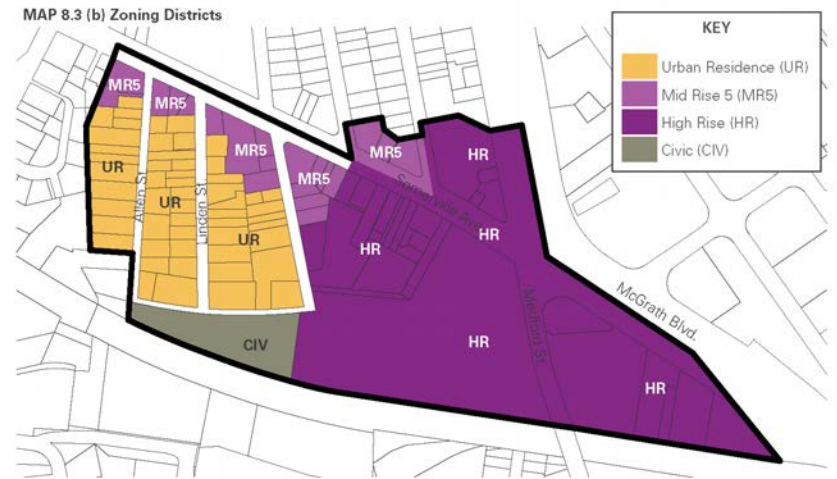 MAP 8.3 (b) Zoning Districts
KEY
Urban Residence (UR)
Mid Rise 5 (MR5)
High Rise (HR)
Civic (CIV)
MR5
MR5
MR5
MR5
MR5
HR
UR
UR
UR
Allen St.
Linden St.
Somerville Ave.
HR
HR
McGrath Blvd.
Medford St.
CIV
HR
HR